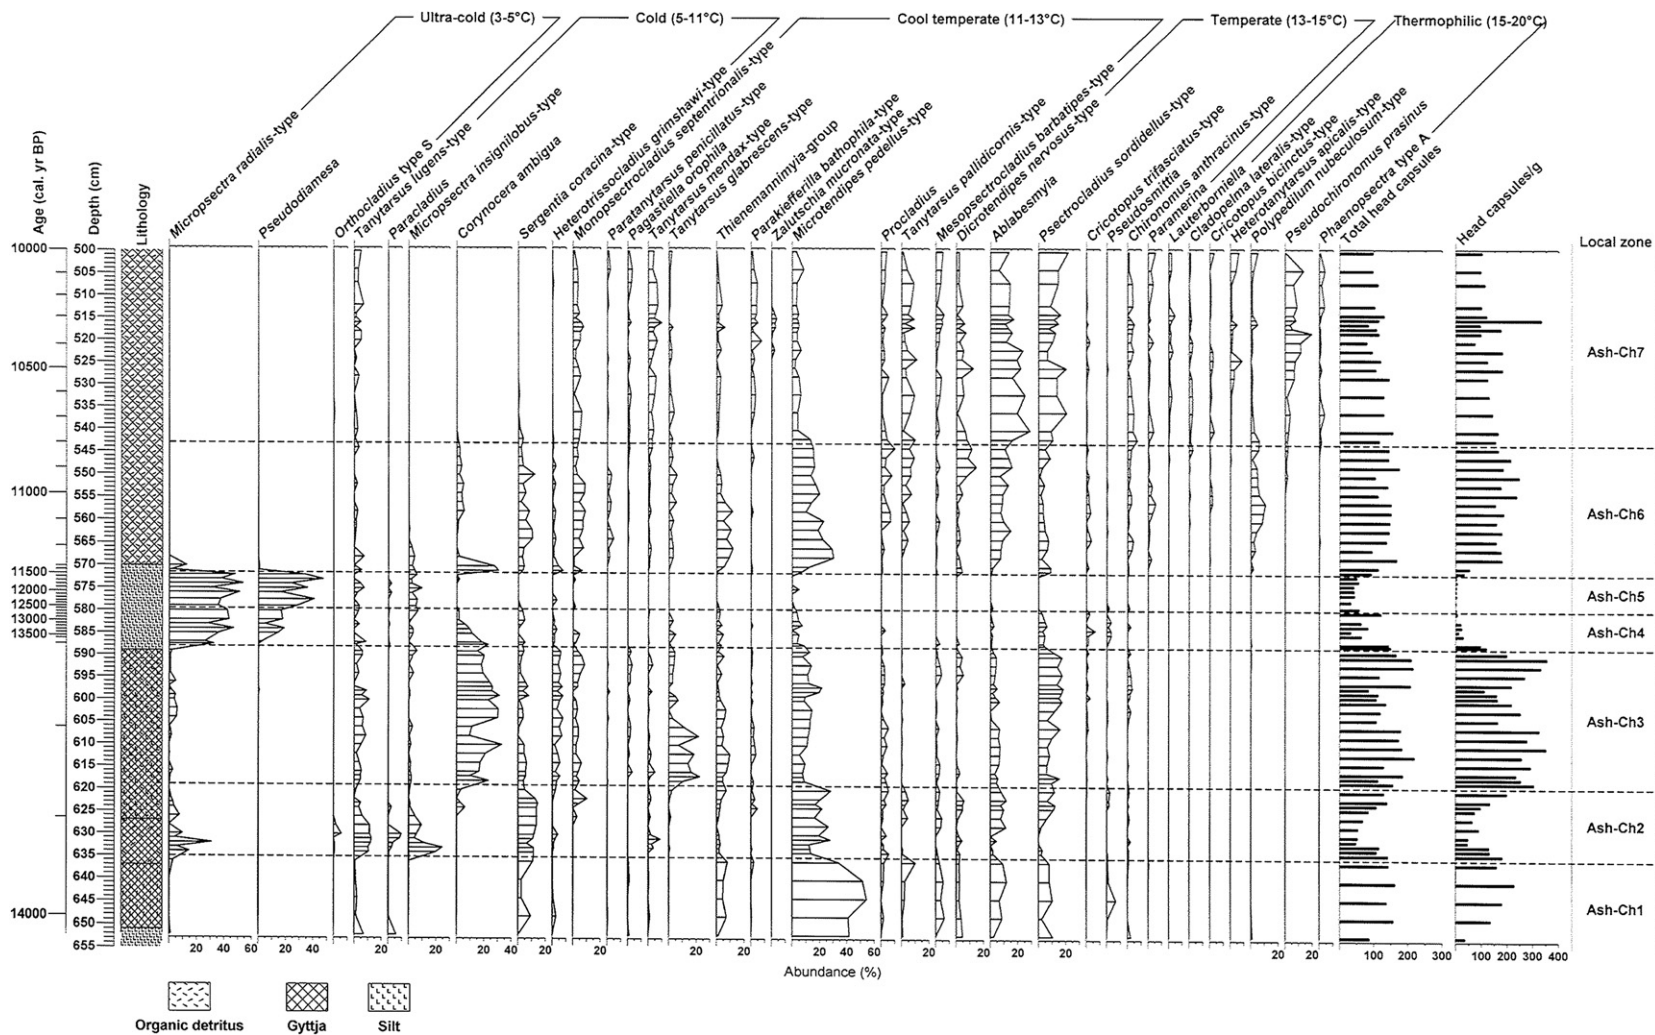 Ultra-cold (3-5°C)
Cold (5-11°C)
Cool temperate (11-13°C)
Temperate (13-15°C)
Thermophilic (15-20°C)
Age (cal. yr BP)
Depth (cm)
Lithology
Micropsectra radialis-type
Pseudodiamesa
Orthocladius type S
Tanytarsus lugens-type
Paracladius
Micropsectra insignilobus-type
Corynocera ambigua
Sergentia coracina-type
Heterotrissocladius grimshawi-type
Monopsectrocladius septentrionalis-type
Paratanytarsus penicillatus-type
Pagastiella orophila
Tanytarsus mendax-type
Tanytarsus glabrescens-type
Thienemannimyia-group
Parakiefferilla bathophila-type
Zalutschia mucronata-type
Microtendipes pedellus-type
Procladius
Tanytarsus pallidicornis-type
Mesopsectrocladius barbatipes-type
Dicrotendipes nervosus-type
Ablabesmyia
Psectrocladius sordidellus-type
Cricotopus trifasciatus-type
Pseudosmittia
Chironomus anthracinus-type
Paramerina
Lauterborniella
Cladopelma lateralis-type
Cricotopus bicinctus-type
Heterotanytarsus apicalis-type
Polypedilum nubeculosum-type
Pseudochironomus prasinus
Phaenopsectra type A
Total head capsules
Head capsules/g
Local zone
10000
10500
11000
11500
12000
12500
13000
13500
14000
500
505
510
515
520
525
530
535
540
545
550
555
560
565
570
575
580
585
590
595
600
605
610
615
620
625
630
635
640
645
650
655
Ash-Ch7
Ash-Ch6
Ash-Ch5
Ash-Ch4
Ash-Ch3
Ash-Ch2
Ash-Ch1
20 40 60 20 40 20 20 20 20 40 20 20 20 20 20 20 40 60 20 20 20 20 20 20 20 100 200 300 100 200 300 400
Abundance (%)
Organic detritus
Gyttja
Silt